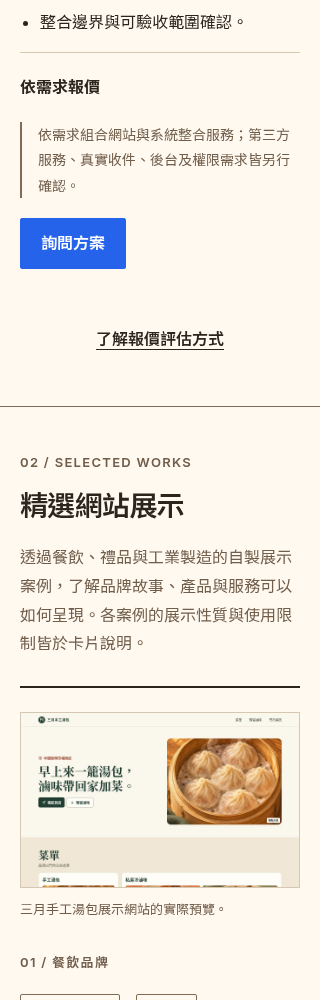 • 整合邊界與可驗收範圍確認。
依需求報價
依需求組合網站與系統整合服務；第三方
服務、真實收件、後台及權限需求皆另行
確認。
詢問方案
了解報價評估方式
02 / SELECTED WORKS
精選網站展示
透過餐飲、禮品與工業製造的自製展示
案例，了解品牌故事、產品與服務可以
如何呈現。各案例的展示性質與使用限
制皆於卡片說明。
三月手工湯包
早上來一籠湯包，
滷味帶回家加菜。
菜單
手工湯包
三月手工湯包展示網站的實際預覽。
01 / 餐飲品牌